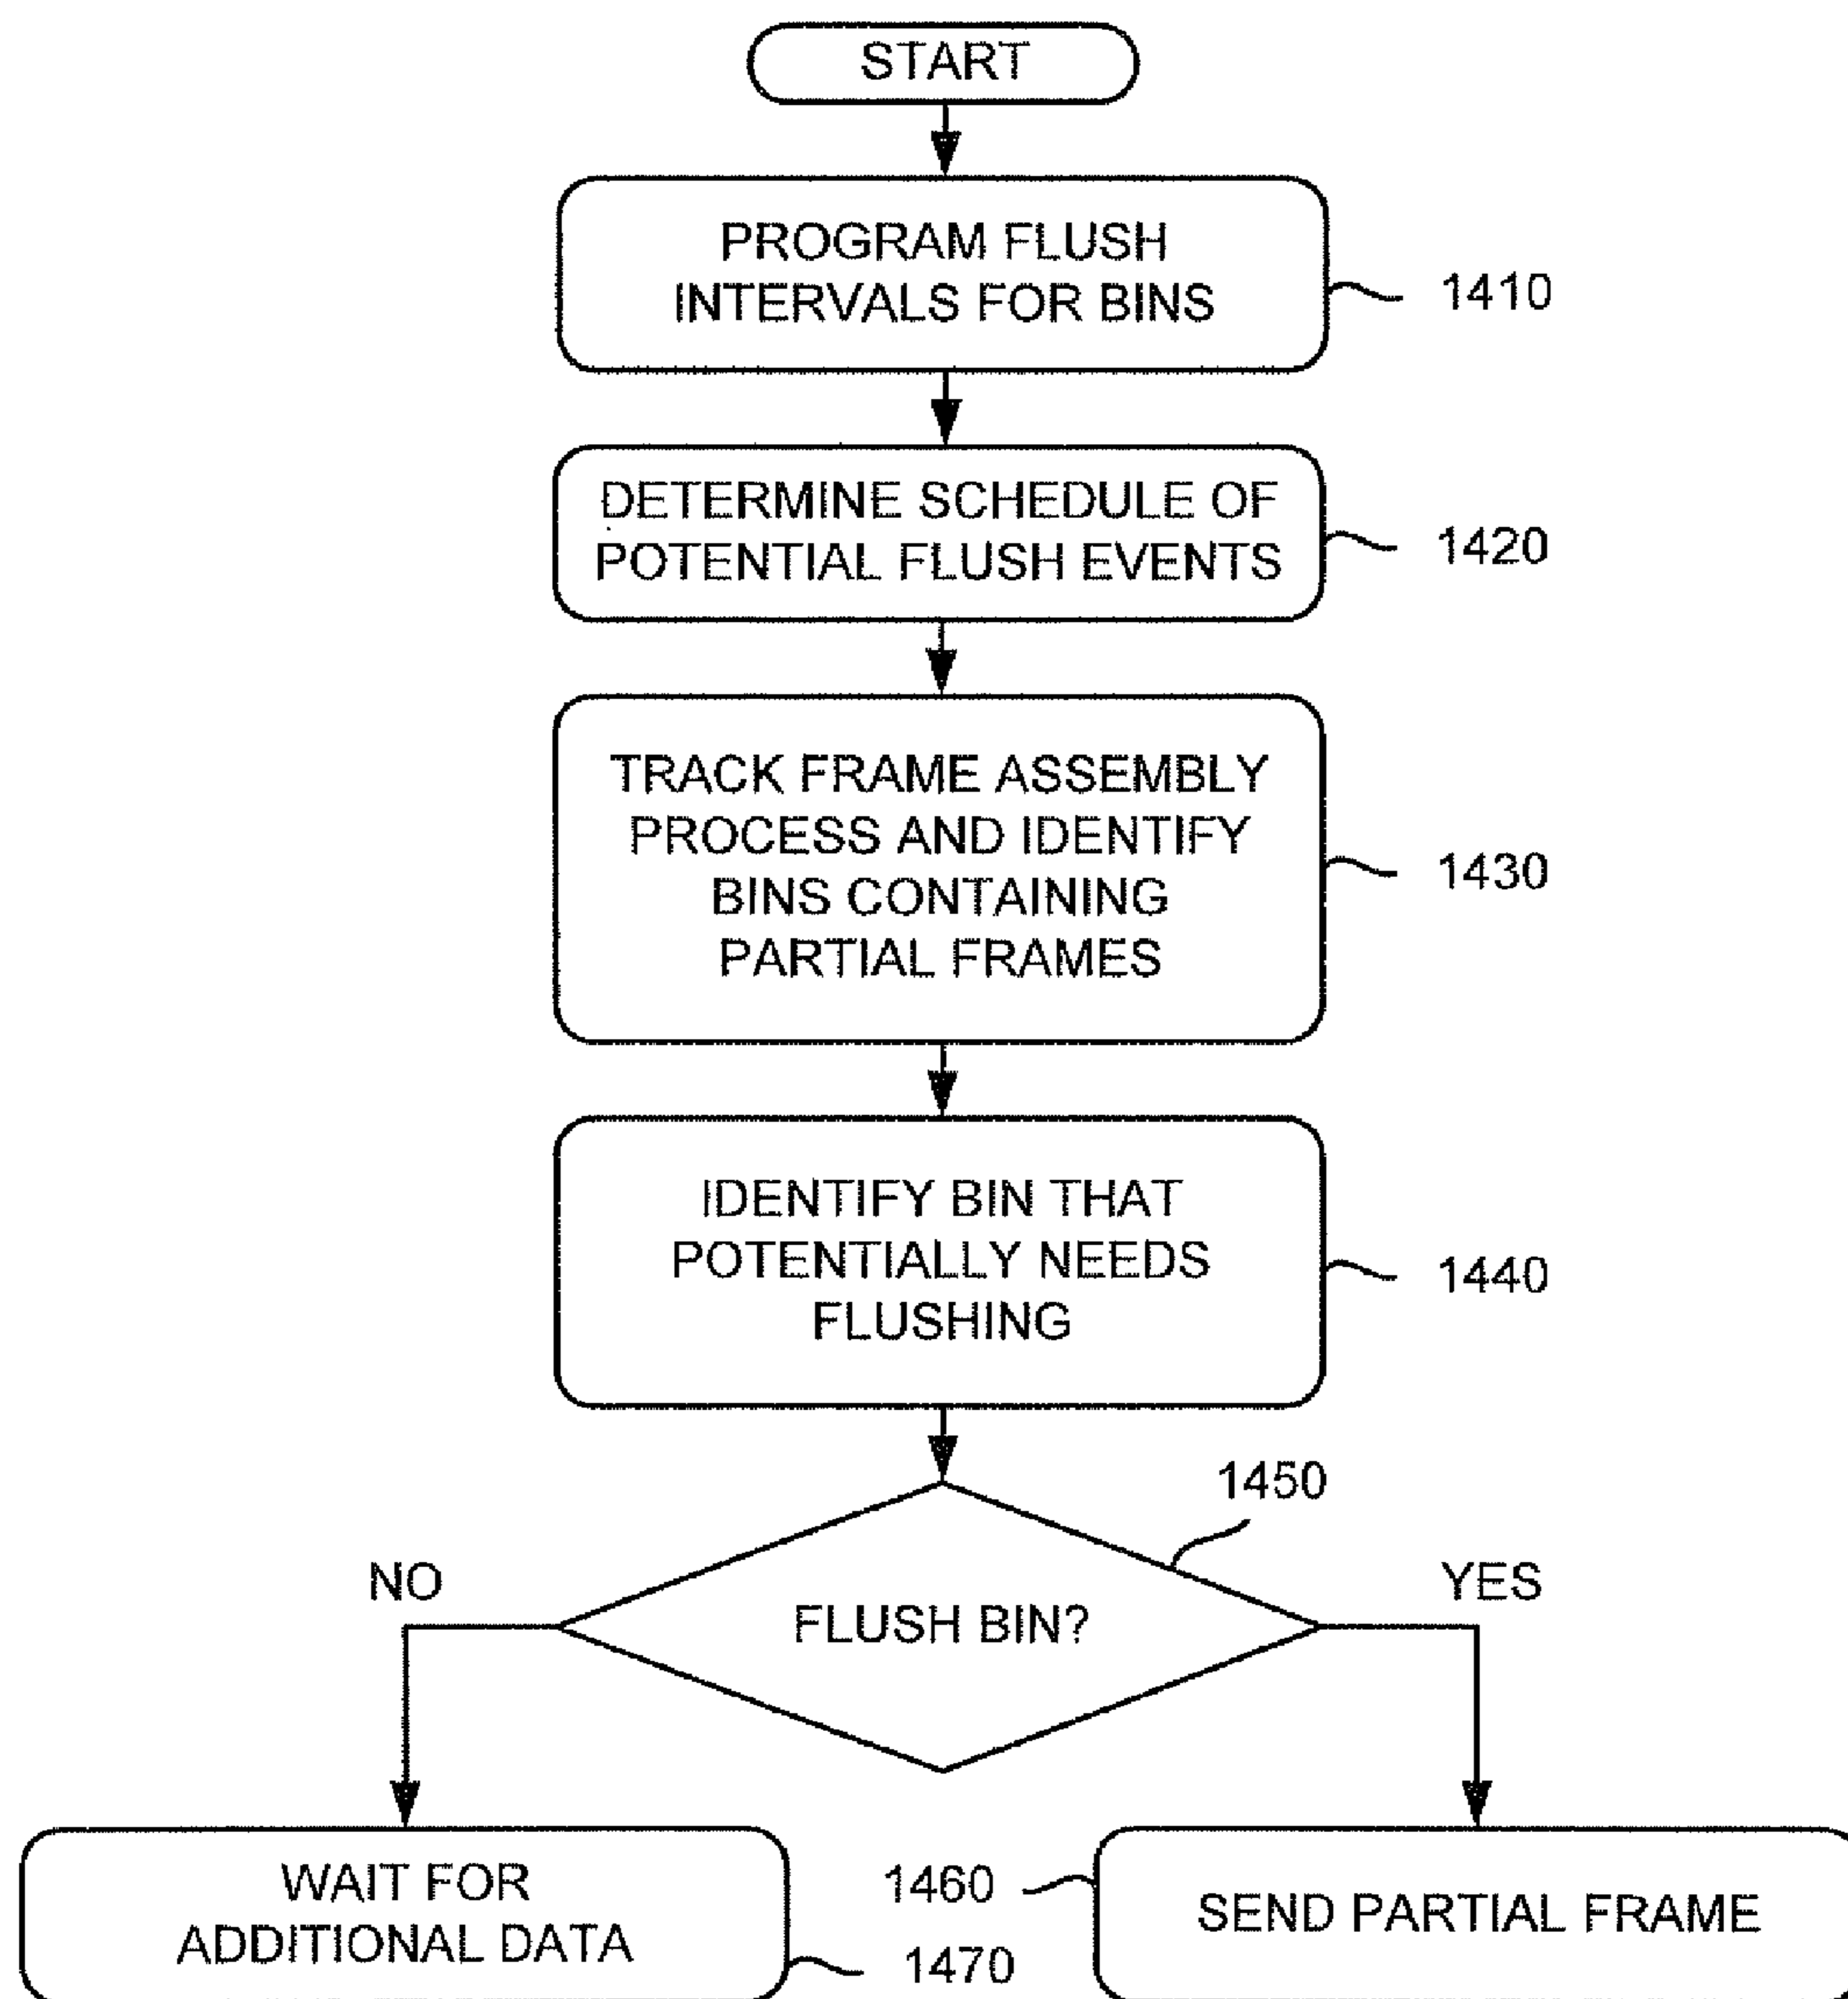 START
PROGRAM FLUSH
INTERVALS FOR BINS
1410
DETERMINE SCHEDULE OF
POTENTIAL FLUSH EVENTS
1420
TRACK FRAME ASSEMBLY
PROCESS AND IDENTIFY
BINS CONTAINING
PARTIAL FRAMES
1430
IDENTIFY BIN THAT
POTENTIALLY NEEDS
FLUSHING
1440
1450
NO
FLUSH BIN?
YES
WAIT FOR
ADDITIONAL DATA
1470
1460
SEND PARTIAL FRAME